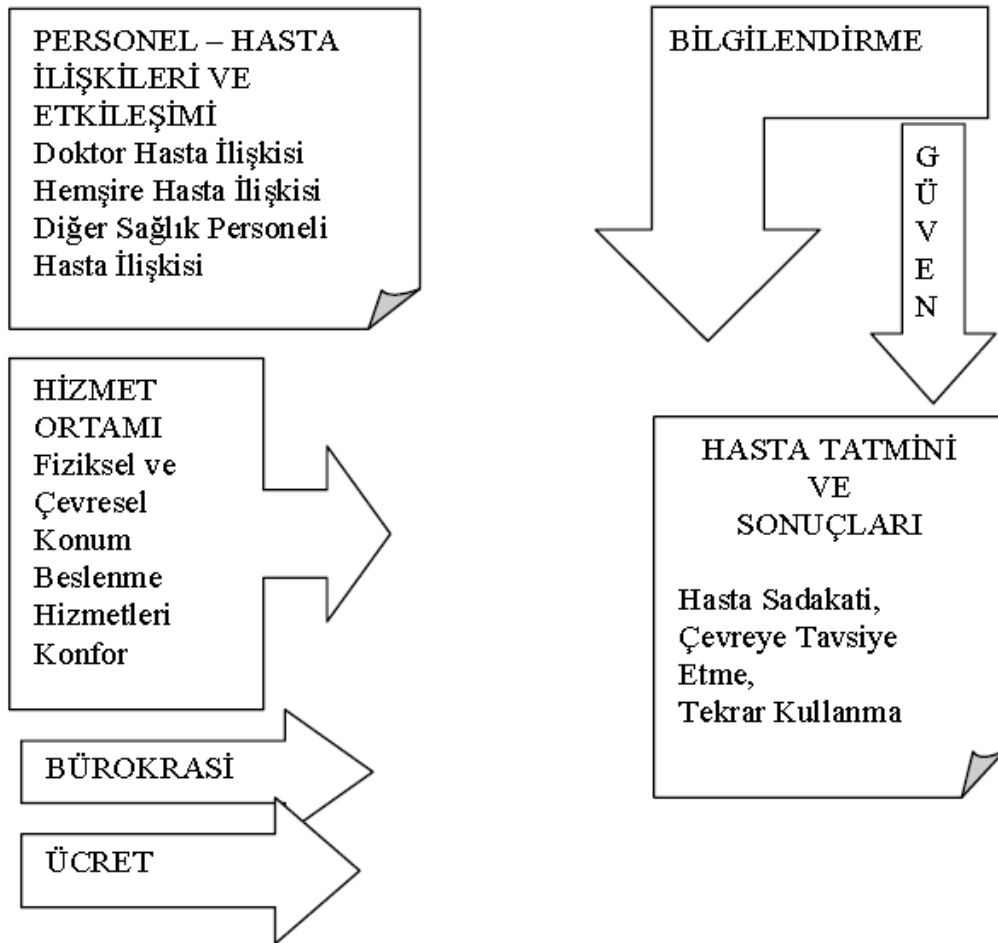 PERSONEL – HASTA
İLİŞKİLERİ VE
ETKİLEŞİMİ
Doktor Hasta İlişkisi
Hemşire Hasta İlişkisi
Diğer Sağlık Personeli
Hasta İlişkisi
BİLGİLENDİRME
G
Ü
V
E
N
HİZMET
ORTAMI
Fiziksel ve
Çevresel
Konum
Beslenme
Hizmetleri
Konfor
HASTA TATMİNİ
VE
SONUÇLARI
Hasta Sadakati,
Çevreye Tavsiye
Etme,
Tekrar Kullanma
BÜROKRASİ
ÜCRET